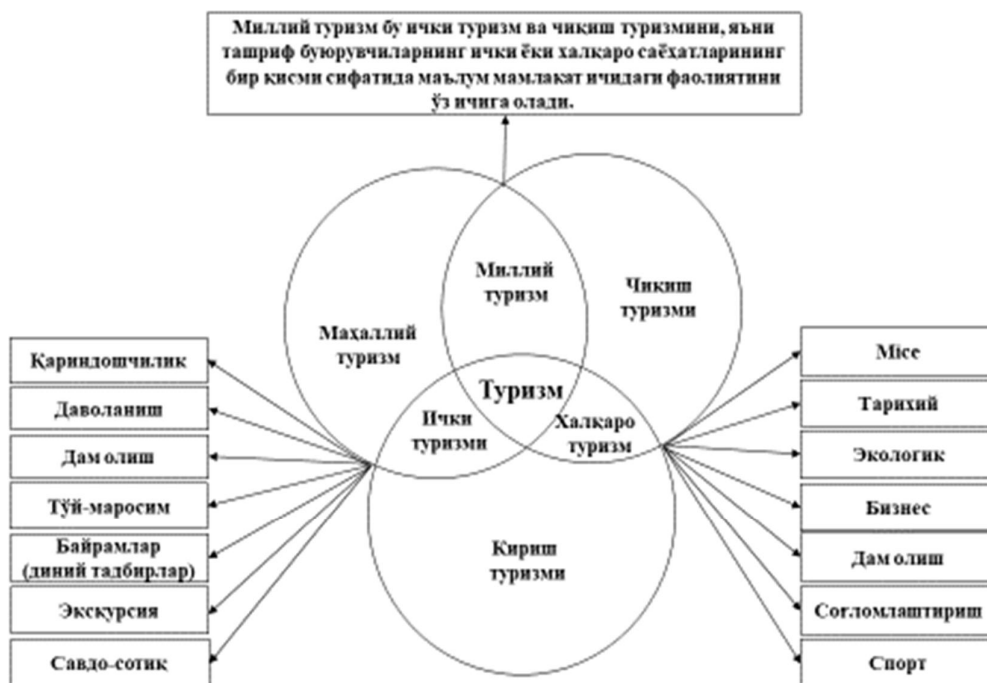 Миллий туризм бу ички туризм ва чиқиш туризмини, яъни
ташриф буюрувчиларнинг ички ёки халқаро саёҳатларининг
бир қисми сифатида маълум мамлакат ичидаги фаолиятини
ўз ичига олади.
Миллий
туризм
Чиқиш
туризми
Маҳаллий
туризм
Туризм
Ички
туризми
Халқаро
туризм
Кириш
туризми
Қариндошчилик
Даволаниш
Дам олиш
Тўй-маросим
Байрамлар
(диний тадбирлар)
Экскурсия
Савдо-сотиқ
Mice
Тарихий
Экологик
Бизнес
Дам олиш
Соғломлаштириш
Спорт